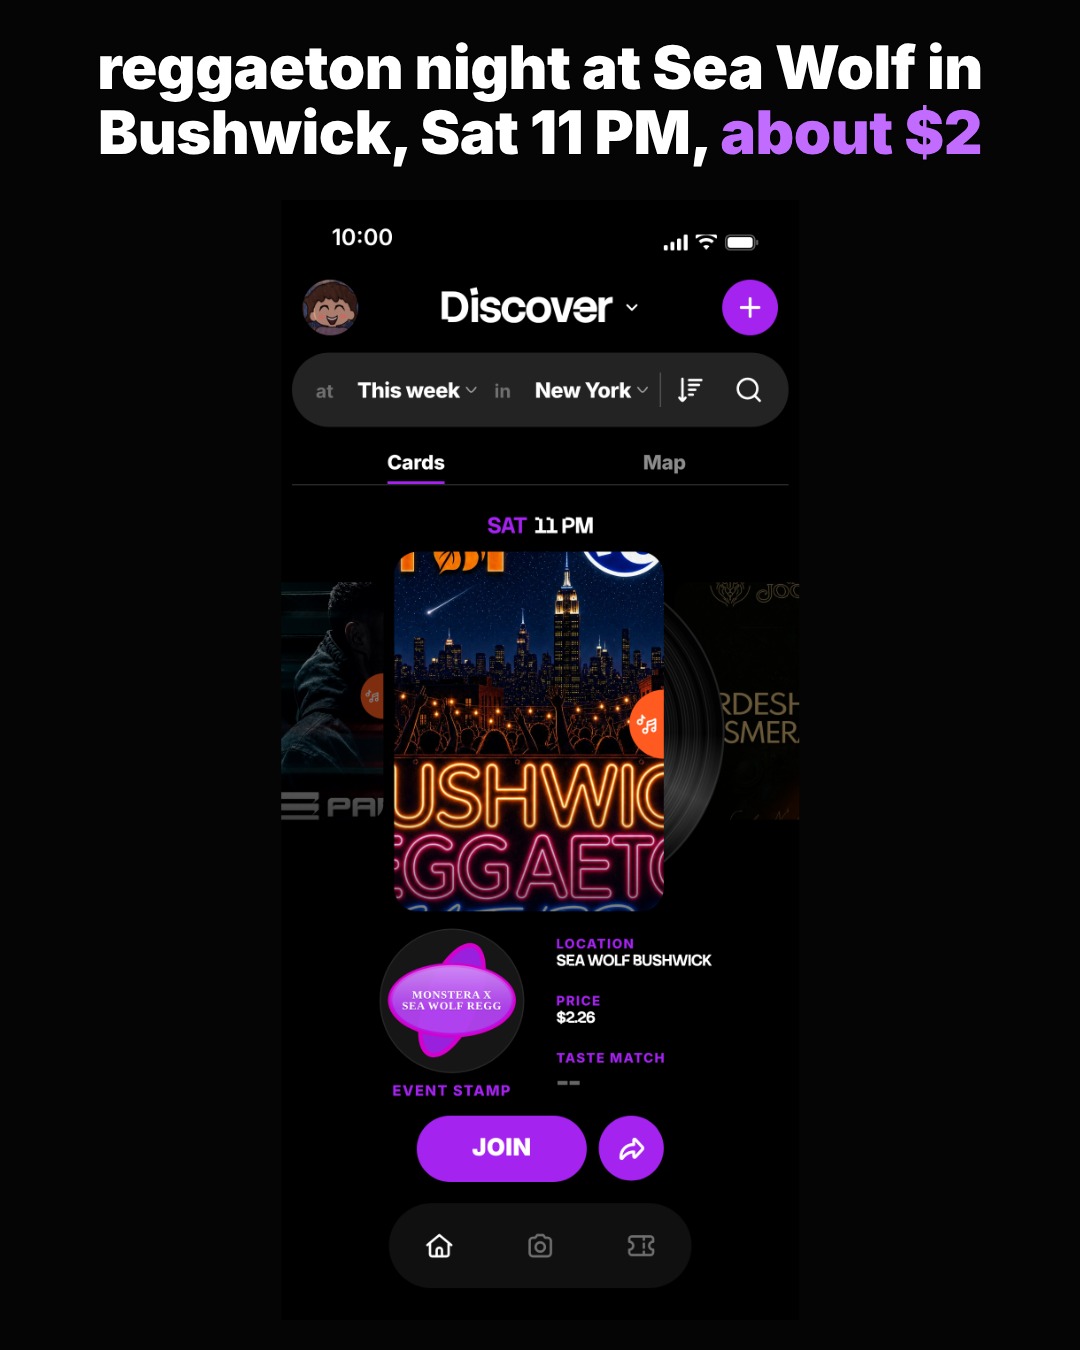 reggaeton night at Sea Wolf in
Bushwick, Sat 11 PM, about $2
10:00
Discover
at This week in New York
Cards Map
SAT 11 PM
USHWIC
EGGAETO
PA
RDESH
SMER
MONSTERA X
SEA WOLF REGG
EVENT STAMP
LOCATION
SEA WOLF BUSHWICK
PRICE
$2.26
TASTE MATCH
--
JOIN